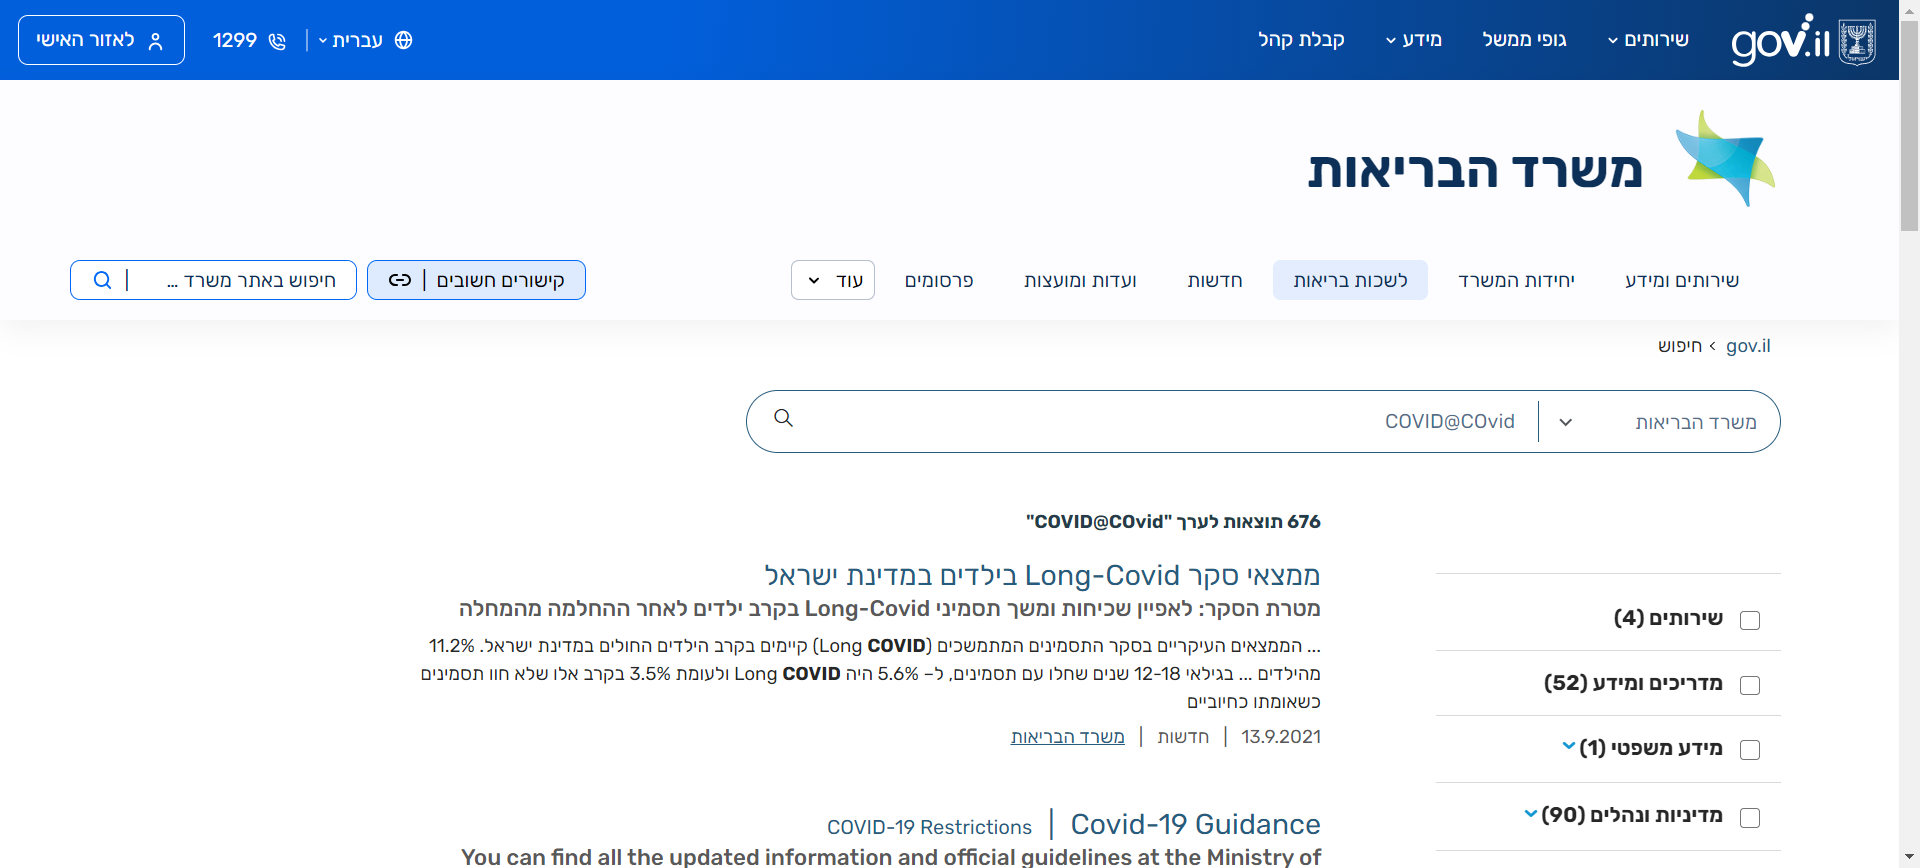 gov.il
שירותים
גופי ממשל
מידע
קבלת קהל
עברית
1299
לאזור האישי
משרד הבריאות
שירותים ומידע
יחידות המשרד
לשכות בריאות
חדשות
ועדות ומועצות
פרסומים
עוד
קישורים חשובים
חיפוש באתר משרד ...
gov.il > חיפוש
משרד הבריאות
COVID@COvid
676 תוצאות לערך "COVID@COvid"
ממצאי סקר Long-Covid בילדים במדינת ישראל
מטרת הסקר: לאפיין שכיחות ומשך תסמיני Long-Covid בקרב ילדים לאחר ההחלמה מהמחלה
... הממצאים העיקריים בסקר התסמינים המתמשכים (Long COVID) קיימים בקרב הילדים החולים במדינת ישראל. 11.2%
מהילדים ... בגילאי 12-18 שנים שחלו עם תסמינים, ל– 5.6% היה Long COVID ולעומת 3.5% בקרב אלו שלא חוו תסמינים
כשאומתו כחיוביים
13.9.2021 | חדשות | משרד הבריאות
Covid-19 Guidance | COVID-19 Restrictions
You can find all the updated information and official guidelines at the Ministry of
שירותים (4)
מדריכים ומידע (52)
מידע משפטי (1)
מדיניות ונהלים (90)